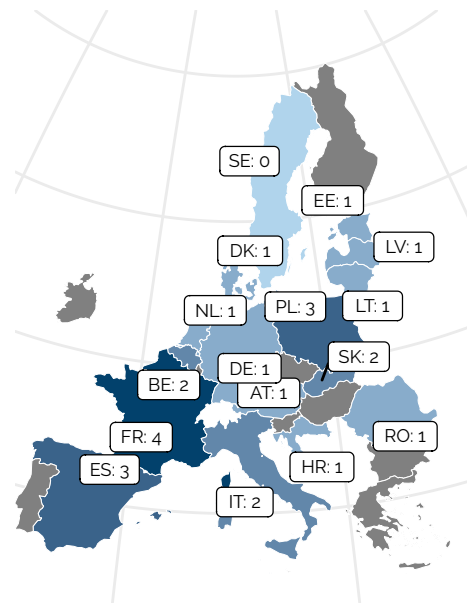 SE: 0
EE: 1
DK: 1
LV: 1
NL: 1
PL: 3
LT: 1
SK: 2
DE: 1
BE: 2
AT: 1
FR: 4
RO: 1
ES: 3
HR: 1
IT: 2